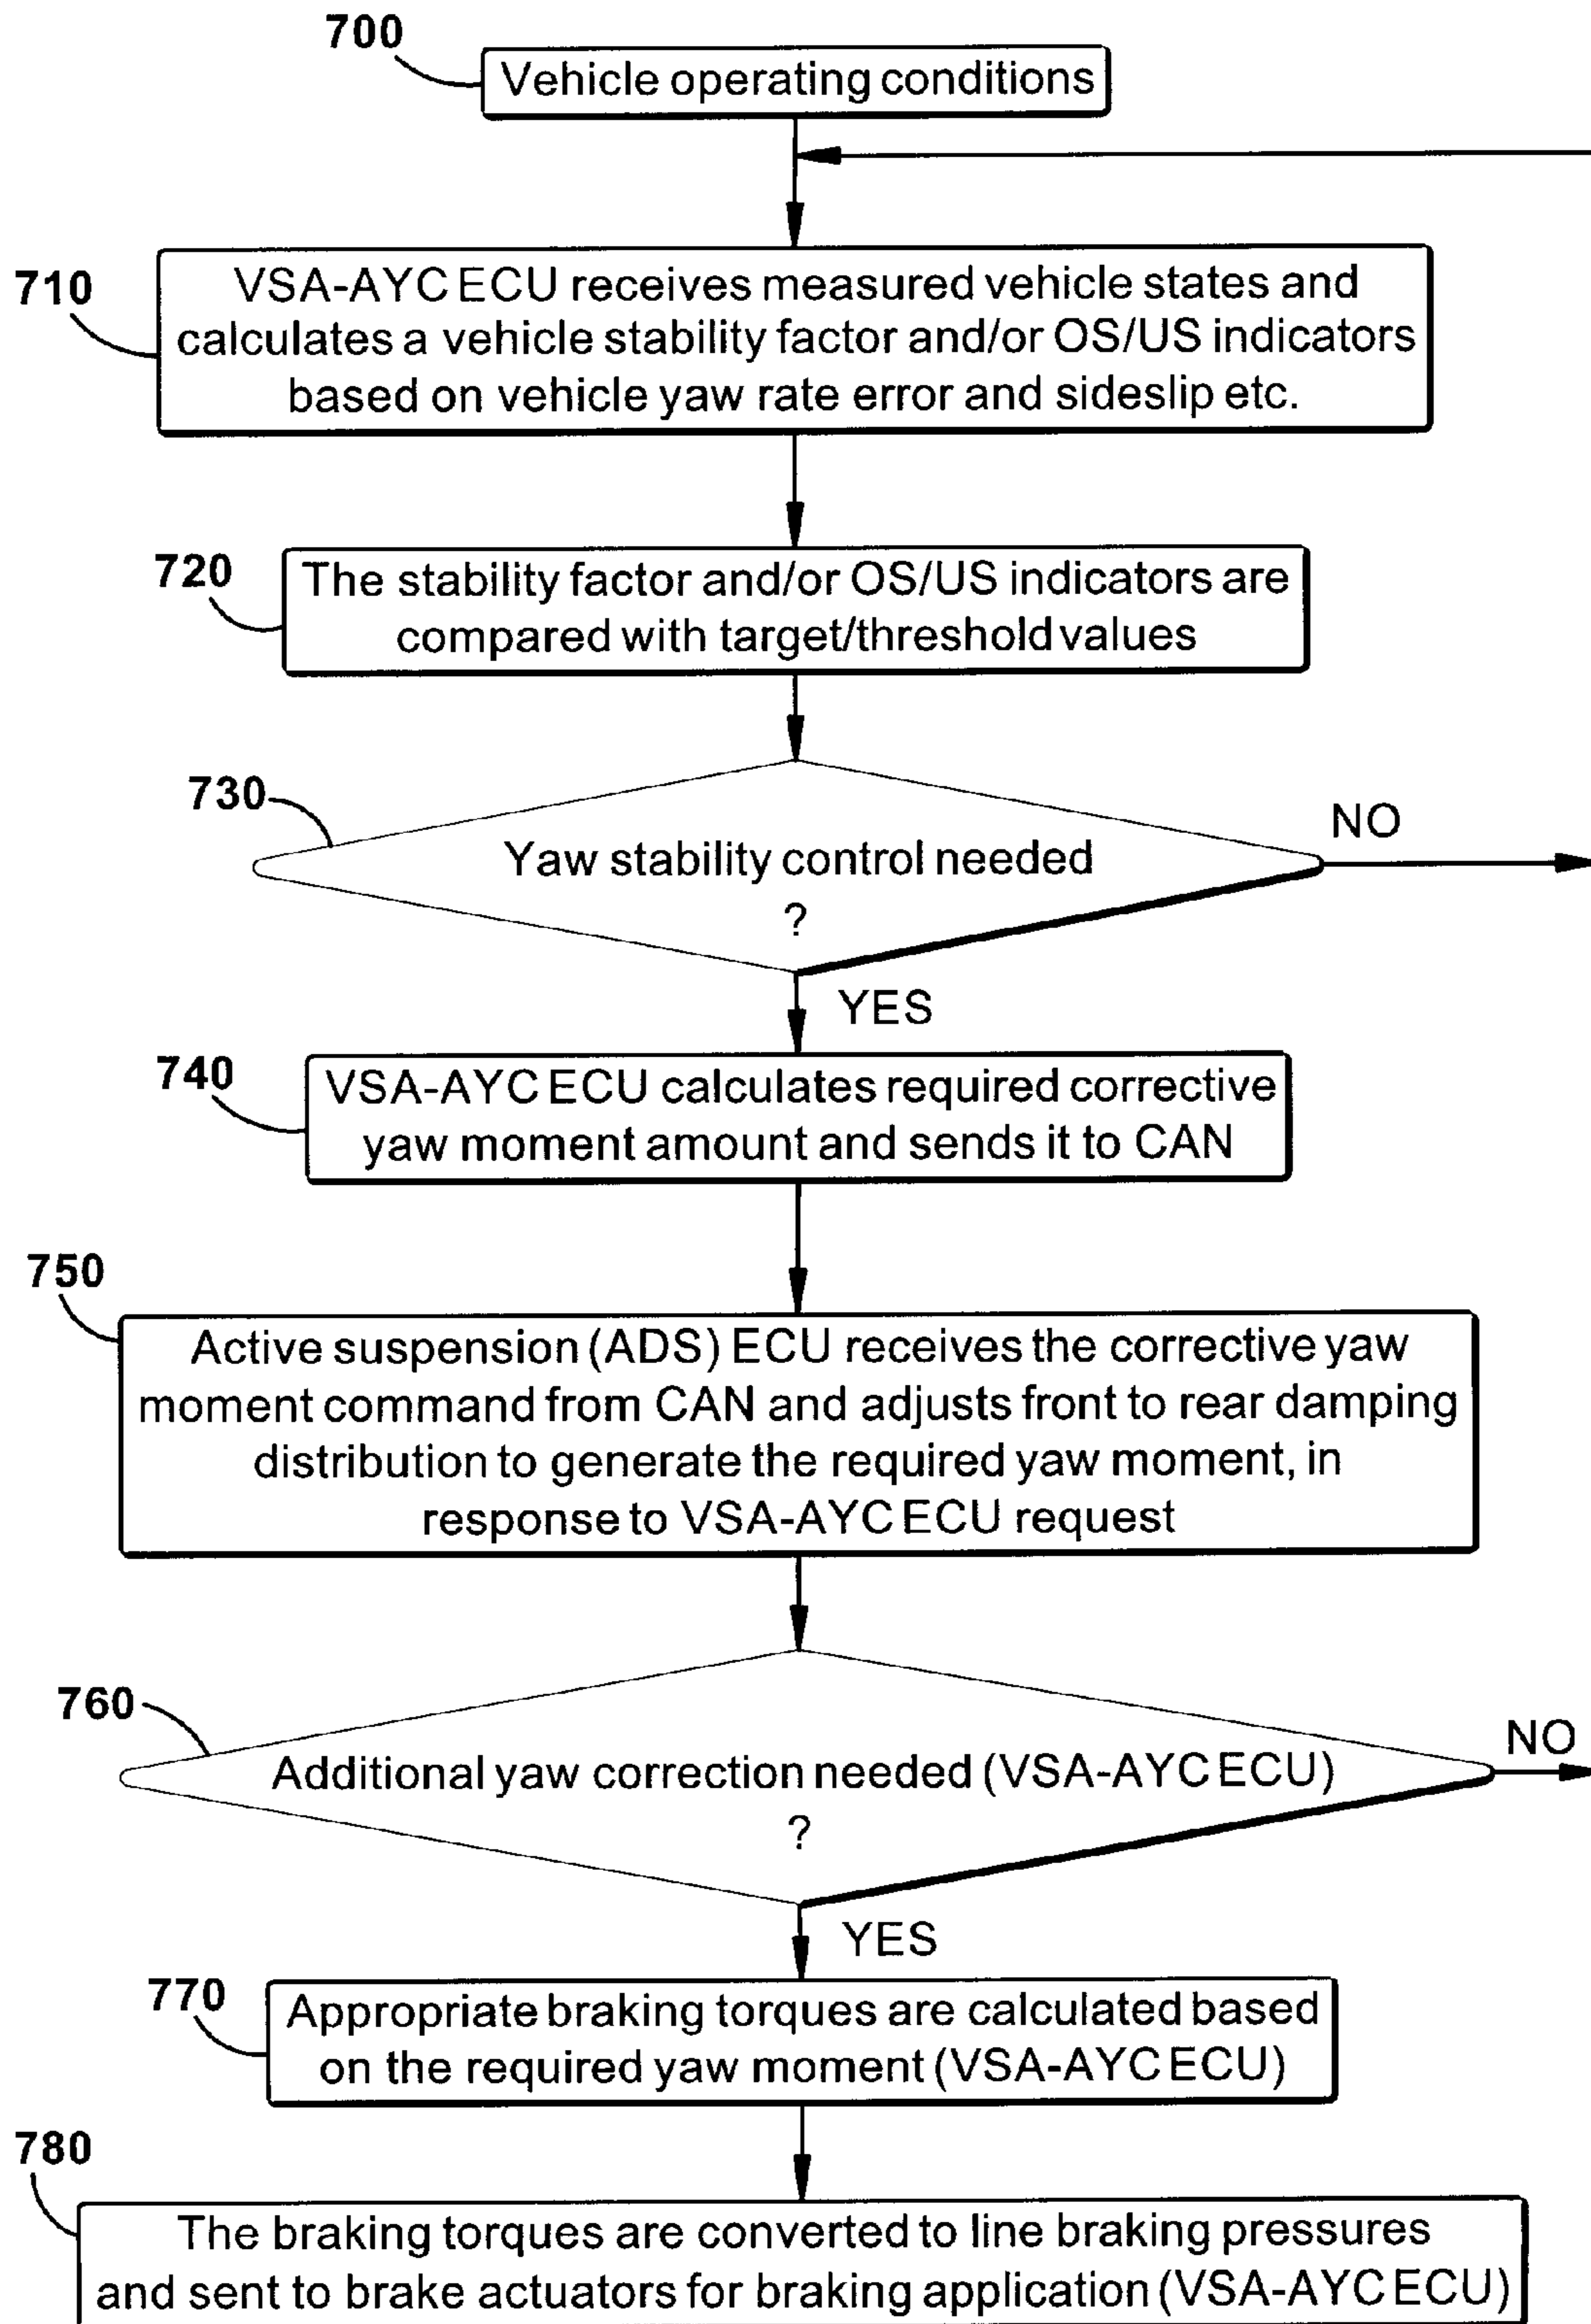 700
Vehicle operating conditions
710
VSA-AYC ECU receives measured vehicle states and
calculates a vehicle stability factor and/or OS/US indicators
based on vehicle yaw rate error and sideslip etc.
720
The stability factor and/or OS/US indicators are
compared with target/threshold values
730
Yaw stability control needed
?
NO
YES
740
VSA-AYC ECU calculates required corrective
yaw moment amount and sends it to CAN
750
Active suspension (ADS) ECU receives the corrective yaw
moment command from CAN and adjusts front to rear damping
distribution to generate the required yaw moment, in
response to VSA-AYC ECU request
760
Additional yaw correction needed (VSA-AYC ECU)
?
NO
YES
770
Appropriate braking torques are calculated based
on the required yaw moment (VSA-AYC ECU)
780
The braking torques are converted to line braking pressures
and sent to brake actuators for braking application (VSA-AYC ECU)